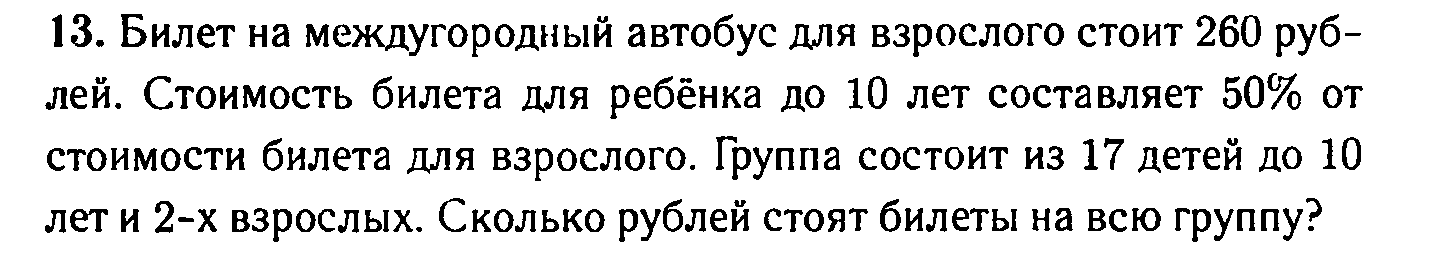 13. Билет на междугородный автобус для взрослого стоит 260 руб-
лей. Стоимость билета для ребёнка до 10 лет составляет 50% от
стоимости билета для взрослого. Группа состоит из 17 детей до 10
лет и 2-х взрослых. Сколько рублей стоят билеты на всю группу?